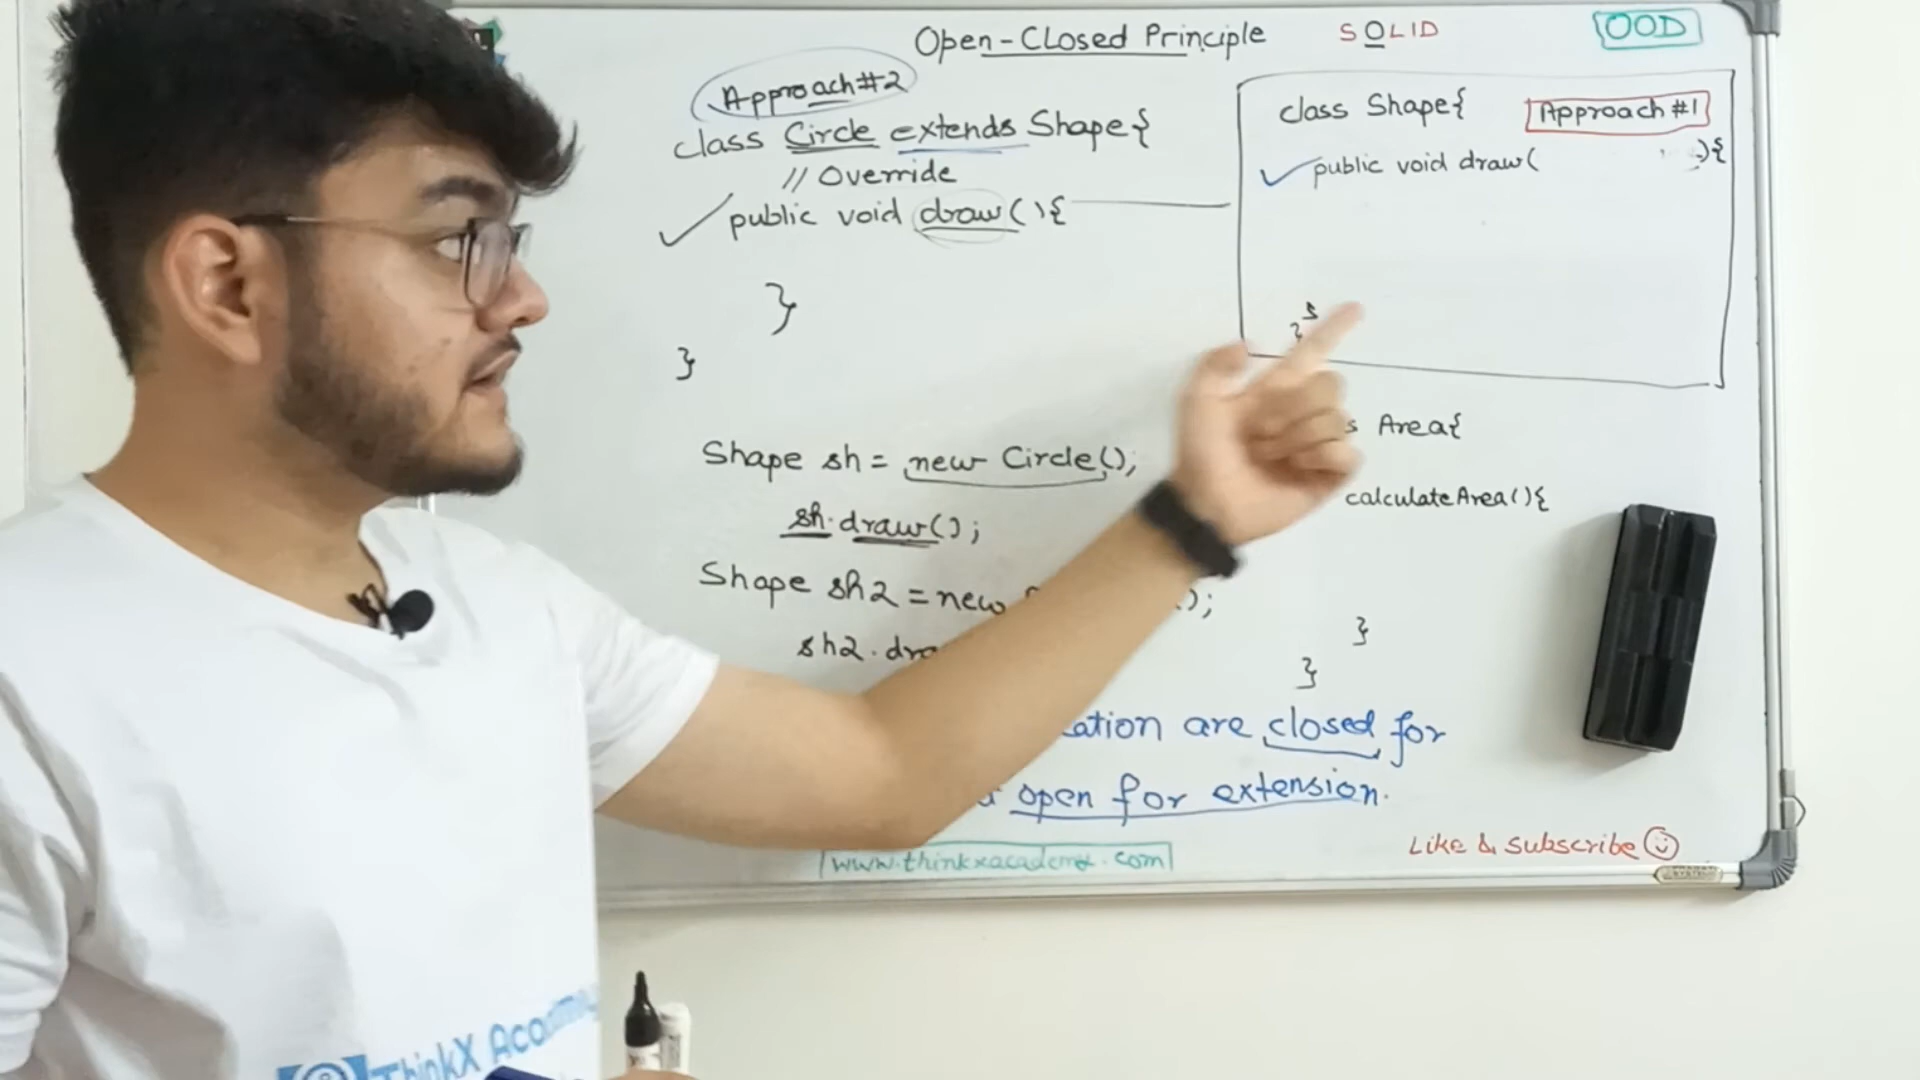 Open-Closed Principle
SOLID
OOD
Approach#2
class Circle extends Shape{
// Override
public void draw(){
}
}
Shape sh = new Circle();
sh.draw();
Shape sh2 = new
);
sh2.
class Shape{
Approach #1
public void draw(
){
}
}
Area{
calculateArea(){
}
}
are closed for
open for extension.
www.thinkxacademy.com
Like & subscribe
ThinkX Academy